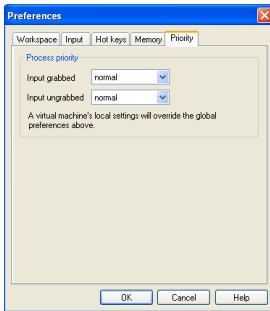 Preferences
Workspace Input Hot keys Memory Priority
Process priority
Input grabbed normal
Input ungrabbed normal
A virtual machine's local settings will override the global
preferences above.
OK Cancel Help